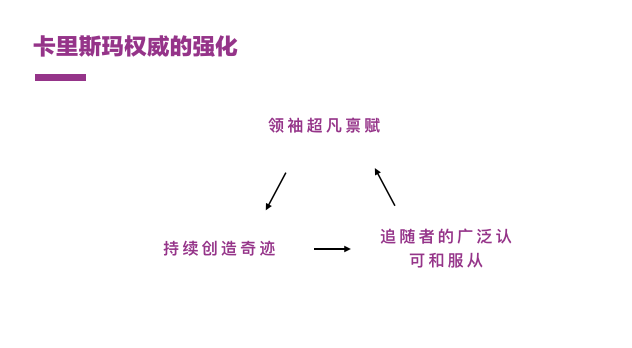 卡里斯玛权威的强化
领袖超凡禀赋
持续创造奇迹
追随者的广泛认
可和服从